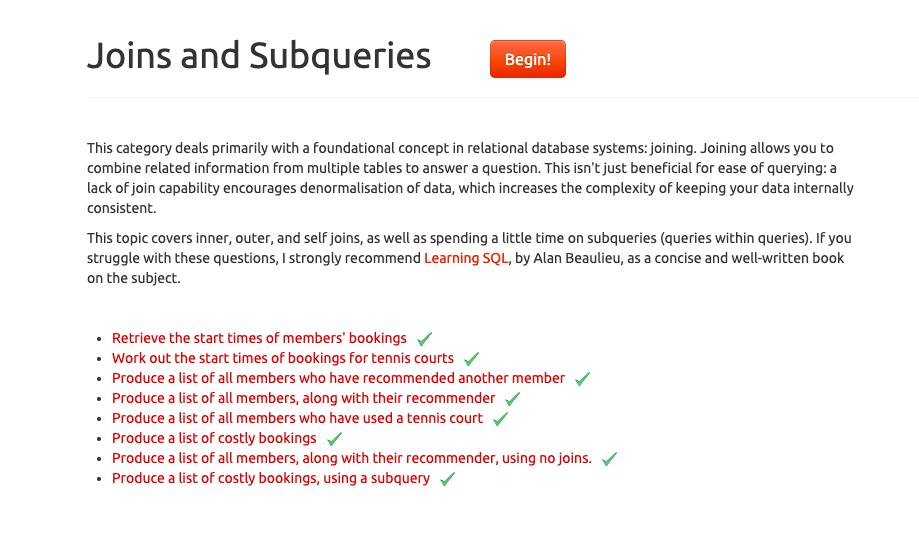 Joins and Subqueries
Begin!
This category deals primarily with a foundational concept in relational database systems: joining. Joining allows you to
combine related information from multiple tables to answer a question. This isn't just beneficial for ease of querying: a
lack of join capability encourages denormalisation of data, which increases the complexity of keeping your data internally
consistent.
This topic covers inner, outer, and self joins, as well as spending a little time on subqueries (queries within queries). If you
struggle with these questions, I strongly recommend Learning SQL, by Alan Beaulieu, as a concise and well-written book
on the subject.
Retrieve the start times of members' bookings
Work out the start times of bookings for tennis courts
Produce a list of all members who have recommended another member
Produce a list of all members, along with their recommender
Produce a list of all members who have used a tennis court
Produce a list of costly bookings
Produce a list of all members, along with their recommender, using no joins.
Produce a list of costly bookings, using a subquery